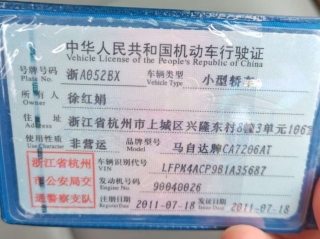 中华人民共和国机动车行驶证
Vehicle License of the People's Republic of China
号牌号码 浙A052BX 车辆类型 小型轿车
Plate No. Vehicle Type
所有人 徐红娟
Owner
住址 浙江省杭州市上城区兴隆东村8幢3单元106
Address
使用性质 非营运 品牌型号 马自达牌CA7206AT
Use Character Model
浙江省杭州 车辆识别代号 LFPM4ACP9B1A35687
VIN
市公安局交 发动机号码 90040026
Engine No.
通警察支队 注册日期 2011-07-18 发证日期 2011-07-18
Register Date Issue Date